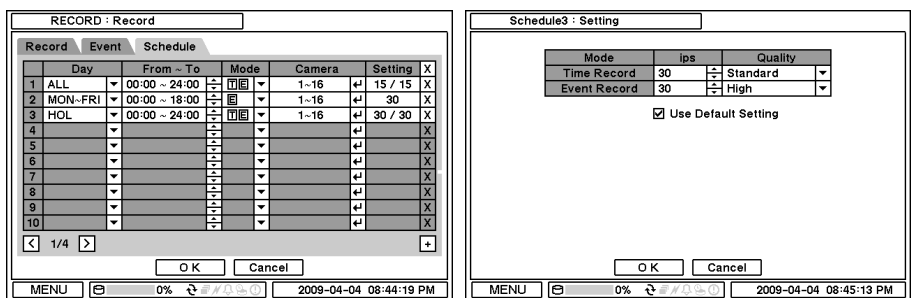 RECORD : Record
Record Event Schedule
Day From ~ To Mode Camera Setting X
1 ALL 00:00 ~ 24:00 T E 1~16 15 / 15 X
2 MON~FRI 00:00 ~ 18:00 E 1~16 30 X
3 HOL 00:00 ~ 24:00 T E 1~16 30 / 30 X
4 X
5 X
6 X
7 X
8 X
9 X
10 X
< 1/4 > +
O K Cancel
MENU 0% 2009-04-04 08:44:19 PM
Schedule3 : Setting
Mode ips Quality
Time Record 30 Standard
Event Record 30 High
Use Default Setting
O K Cancel
MENU 0% 2009-04-04 08:45:13 PM